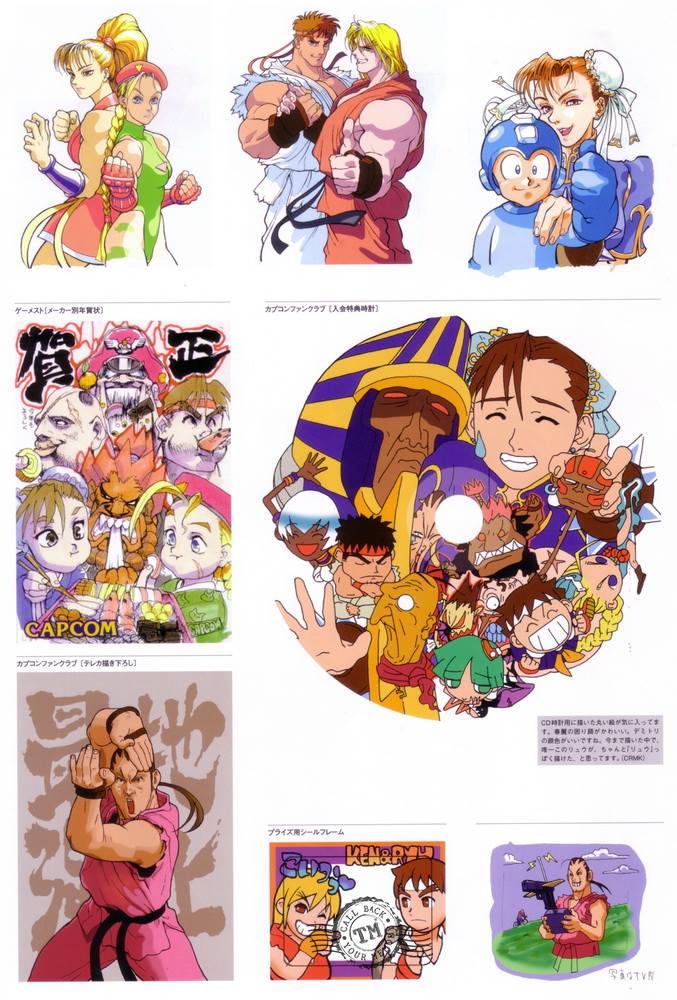 ゲーメスト[メーカー別年賀状]
カプコンファンクラブ[入会特典時計]
賀正
CAPCOM
CAPCOM
カプコンファンクラブ[テレカ描き下ろし]
CD時計用に描いた丸い絵が気に入ってま
す。春麗の困り顔がかわいい。デミトリ
の顔色がいいですね。今まで描いた中で、
唯一このリュウが、ちゃんと「リュウ」っ
ぽく描けた、と思ってます。(CRMK)
プライズ用シールフレーム
KEN&RYU
CALL BACK
TM
YOUR
写真はTV用